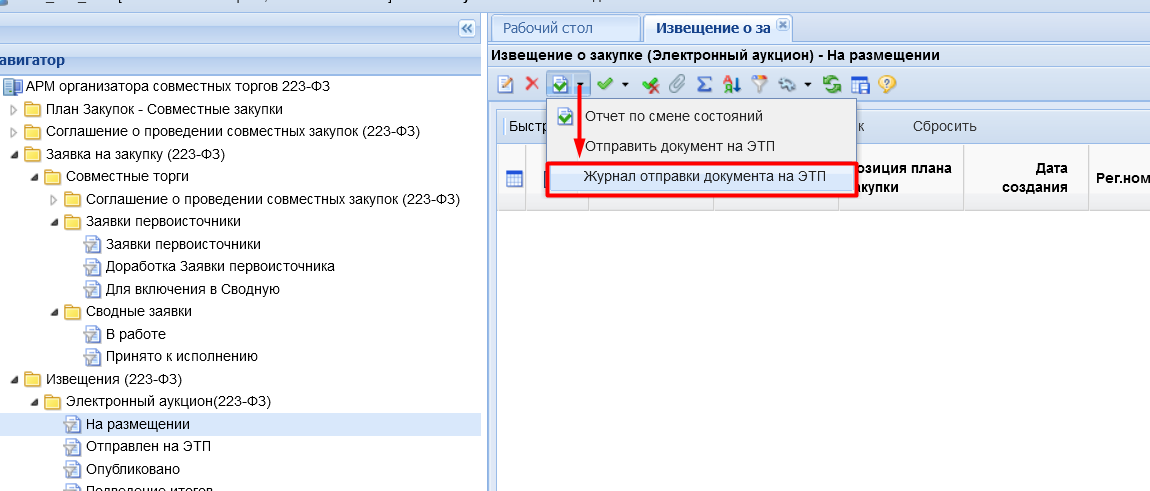 Рабочий стол
Извещение о за
авигатор
Извещение о закупке (Электронный аукцион) - На размещении
АРМ организатора совместных торгов 223-ФЗ
План Закупок - Совместные закупки
Соглашение о проведении совместных закупок (223-ФЗ)
Заявка на закупку (223-ФЗ)
Совместные торги
Соглашение о проведении совместных закупок (223-ФЗ)
Заявки первоисточники
Заявки первоисточники
Доработка Заявки первоисточника
Для включения в Сводную
Сводные заявки
В работе
Принято к исполнению
Извещения (223-ФЗ)
Электронный аукцион(223-ФЗ)
На размещении
Отправлен на ЭТП
Опубликовано
Подведение итогов
Отчет по смене состояний
Отправить документ на ЭТП
Журнал отправки документа на ЭТП
Быстр
к
Сбросить
озиция плана
акупки
Дата
создания
Рег.ном